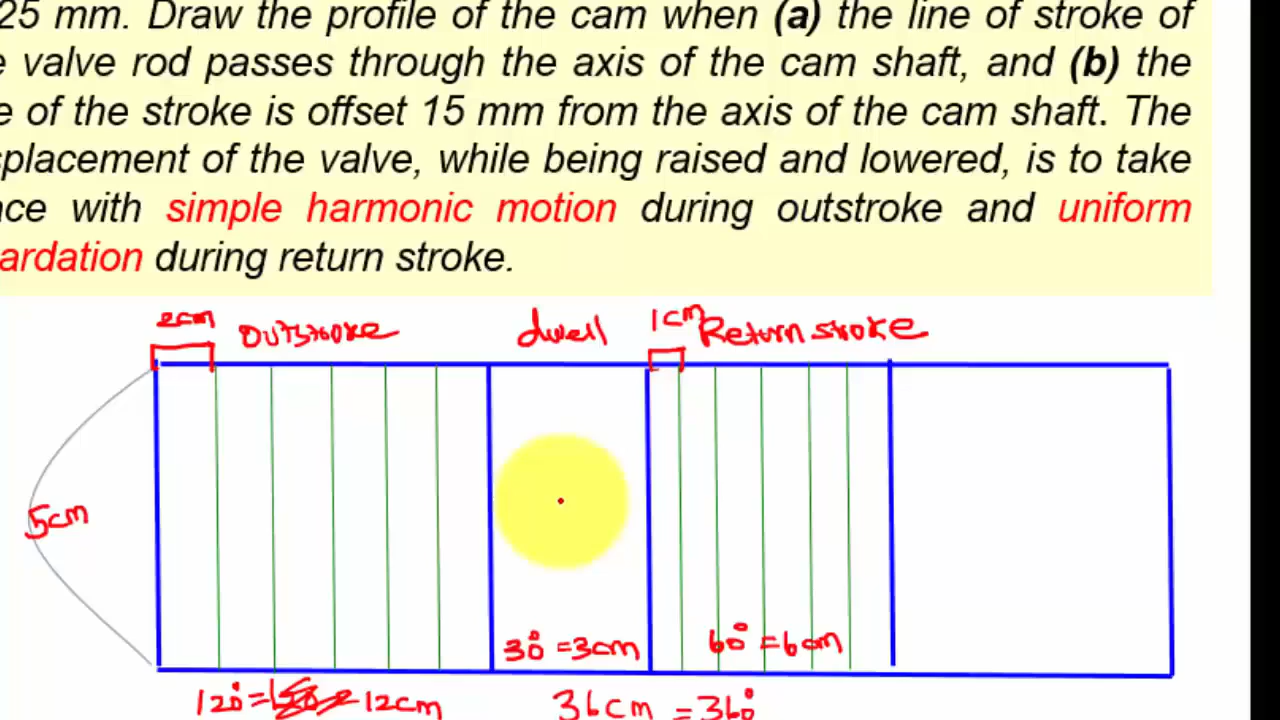 25 mm. Draw the profile of the cam when (a) the line of stroke of
e valve rod passes through the axis of the cam shaft, and (b) the
e of the stroke is offset 15 mm from the axis of the cam shaft. The
splacement of the valve, while being raised and lowered, is to take
ace with simple harmonic motion during outstroke and uniform
ardation during return stroke.
2cm OUTSTROKE dwell 1cm Return stroke
5cm
30° = 3cm 60° = 6cm
120° = 12cm 36cm = 360°